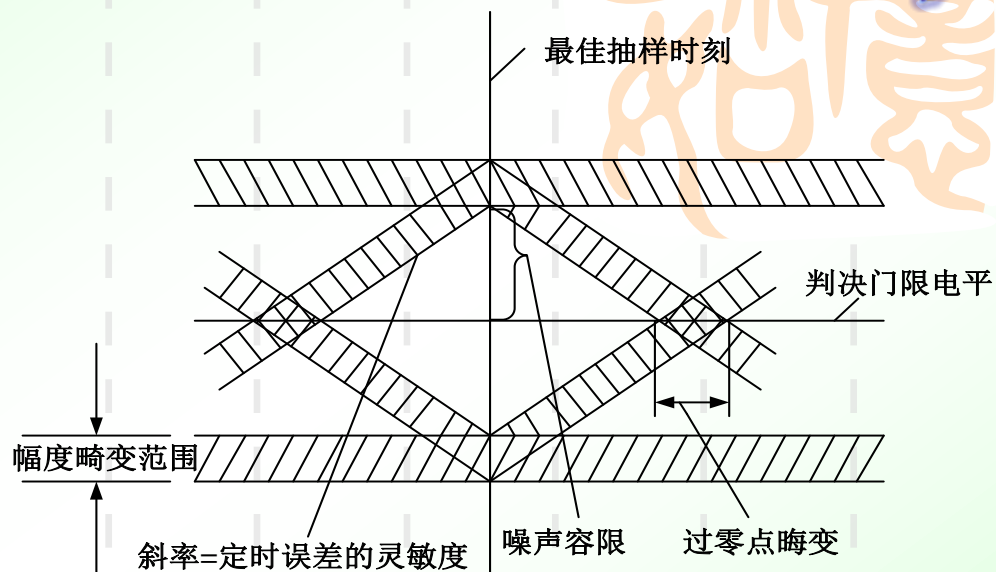 最佳抽样时刻
判决门限电平
幅度畸变范围
斜率=定时误差的灵敏度
噪声容限
过零点晦变